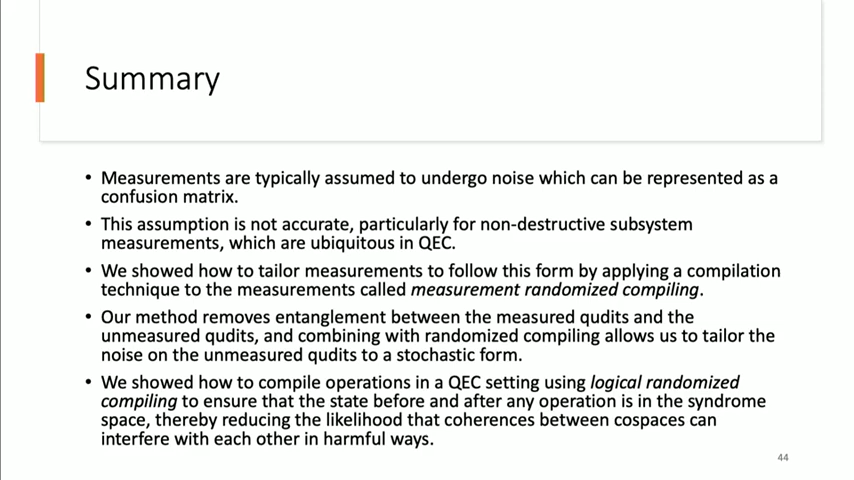 Summary
• Measurements are typically assumed to undergo noise which can be represented as a
confusion matrix.
• This assumption is not accurate, particularly for non-destructive subsystem
measurements, which are ubiquitous in QEC.
• We showed how to tailor measurements to follow this form by applying a compilation
technique to the measurements called measurement randomized compiling.
• Our method removes entanglement between the measured qudits and the
unmeasured qudits, and combining with randomized compiling allows us to tailor the
noise on the unmeasured qudits to a stochastic form.
• We showed how to compile operations in a QEC setting using logical randomized
compiling to ensure that the state before and after any operation is in the syndrome
space, thereby reducing the likelihood that coherences between cospaces can
interfere with each other in harmful ways.
44